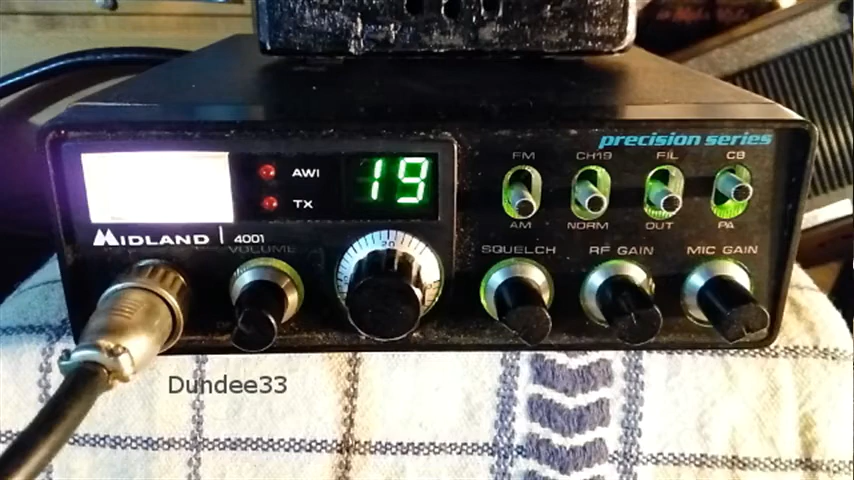 precision series
FM CH19 FIL CB
AWI
19
TX
AM NORM OUT PA
MIDLAND | 4001
VOLUME
20
SQUELCH RF GAIN MIC GAIN
Dundee33